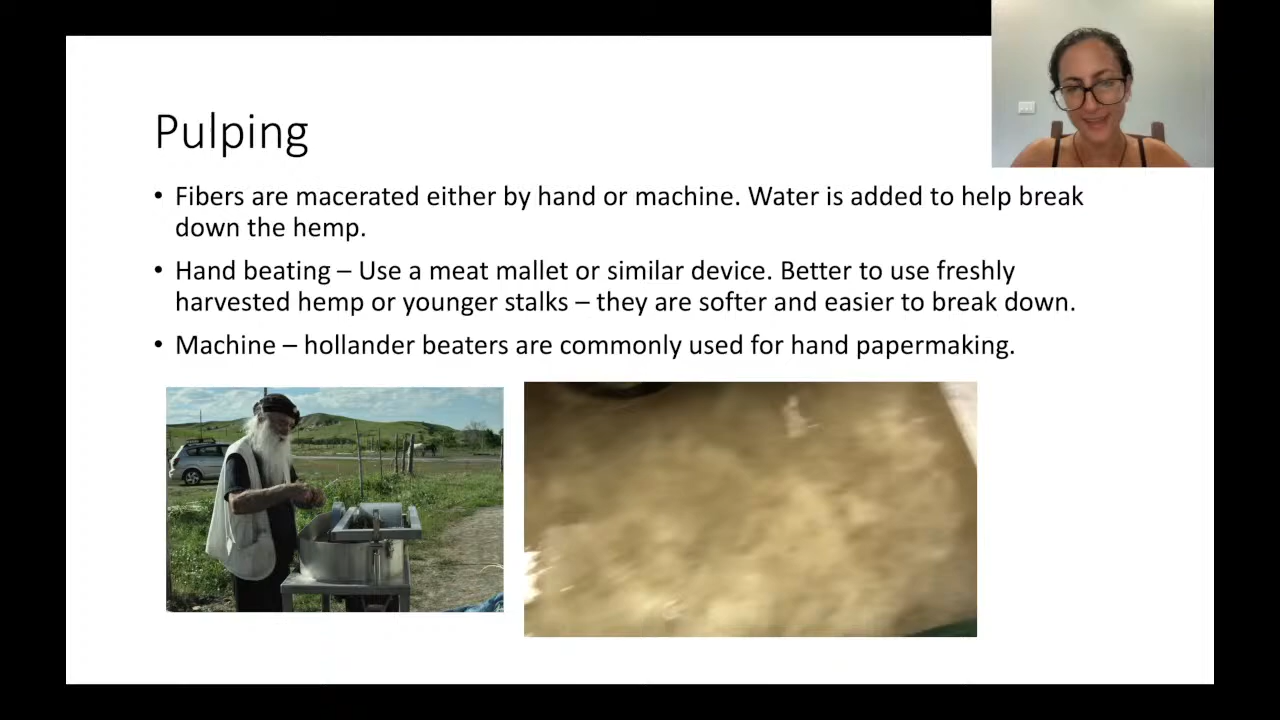 Pulping
• Fibers are macerated either by hand or machine. Water is added to help break
down the hemp.
• Hand beating – Use a meat mallet or similar device. Better to use freshly
harvested hemp or younger stalks – they are softer and easier to break down.
• Machine – hollander beaters are commonly used for hand papermaking.